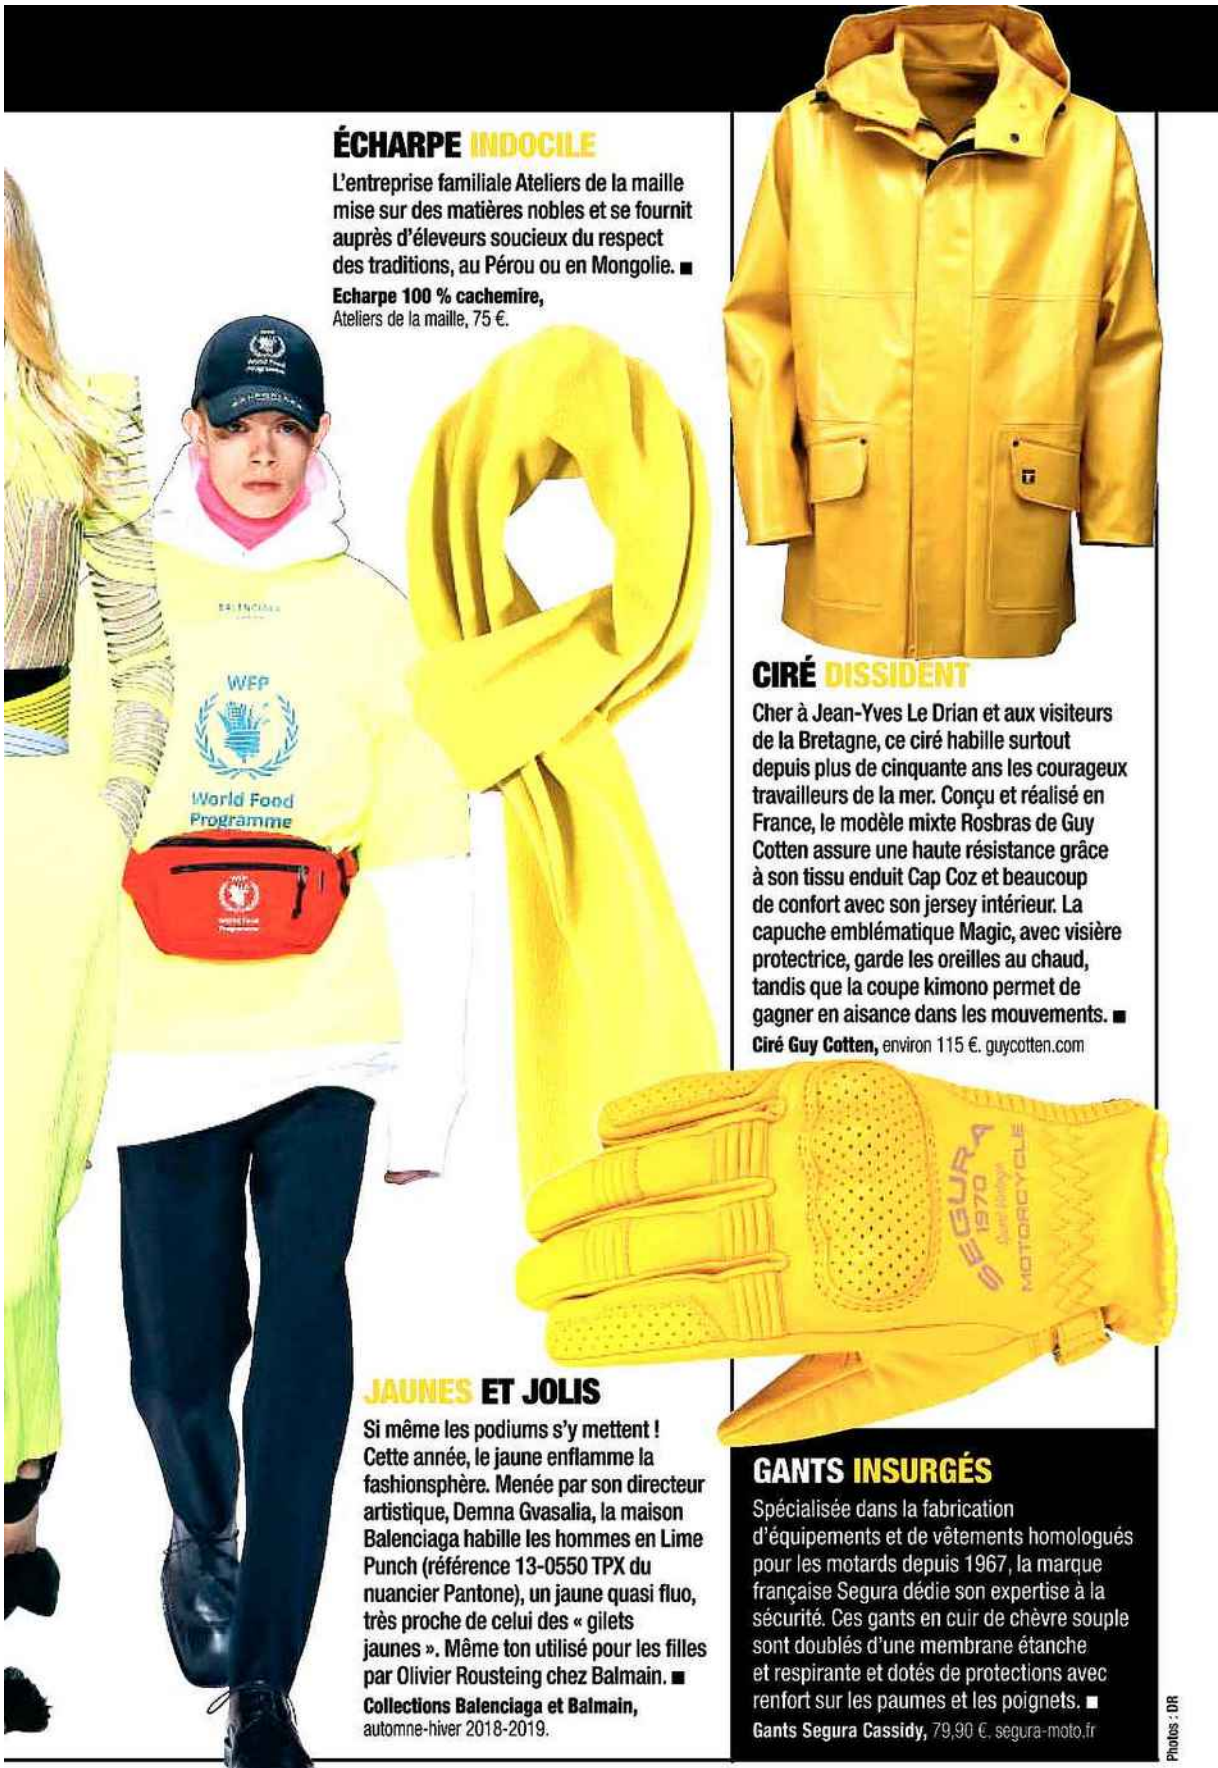 ÉCHARPE INDOCILE
L'entreprise familiale Ateliers de la maille
mise sur des matières nobles et se fournit
auprès d'éleveurs soucieux du respect
des traditions, au Pérou ou en Mongolie. ■
Echarpe 100 % cachemire,
Ateliers de la maille, 75 €.
World Food
Programme
BALENCIAGA
BALENCIAGA
WFP
World Food
Programme
WFP
World Food
Programme
CIRÉ DISSIDENT
Cher à Jean-Yves Le Drian et aux visiteurs
de la Bretagne, ce ciré habille surtout
depuis plus de cinquante ans les courageux
travailleurs de la mer. Conçu et réalisé en
France, le modèle mixte Rosbras de Guy
Cotten assure une haute résistance grâce
à son tissu enduit Cap Coz et beaucoup
de confort avec son jersey intérieur. La
capuche emblématique Magic, avec visière
protectrice, garde les oreilles au chaud,
tandis que la coupe kimono permet de
gagner en aisance dans les mouvements. ■
Ciré Guy Cotten, environ 115 €. guycotten.com
SEGURA
1970
MOTORCYCLE
JAUNES ET JOLIS
Si même les podiums s'y mettent !
Cette année, le jaune enflamme la
fashionsphère. Menée par son directeur
artistique, Demna Gvasalia, la maison
Balenciaga habille les hommes en Lime
Punch (référence 13-0550 TPX du
nuancier Pantone), un jaune quasi fluo,
très proche de celui des « gilets
jaunes ». Même ton utilisé pour les filles
par Olivier Rousteing chez Balmain. ■
Collections Balenciaga et Balmain,
automne-hiver 2018-2019.
GANTS INSURGÉS
Spécialisée dans la fabrication
d'équipements et de vêtements homologués
pour les motards depuis 1967, la marque
française Segura dédie son expertise à la
sécurité. Ces gants en cuir de chèvre souple
sont doublés d'une membrane étanche
et respirante et dotés de protections avec
renfort sur les paumes et les poignets. ■
Gants Segura Cassidy, 79,90 €. segura-moto.fr
Photos : DR